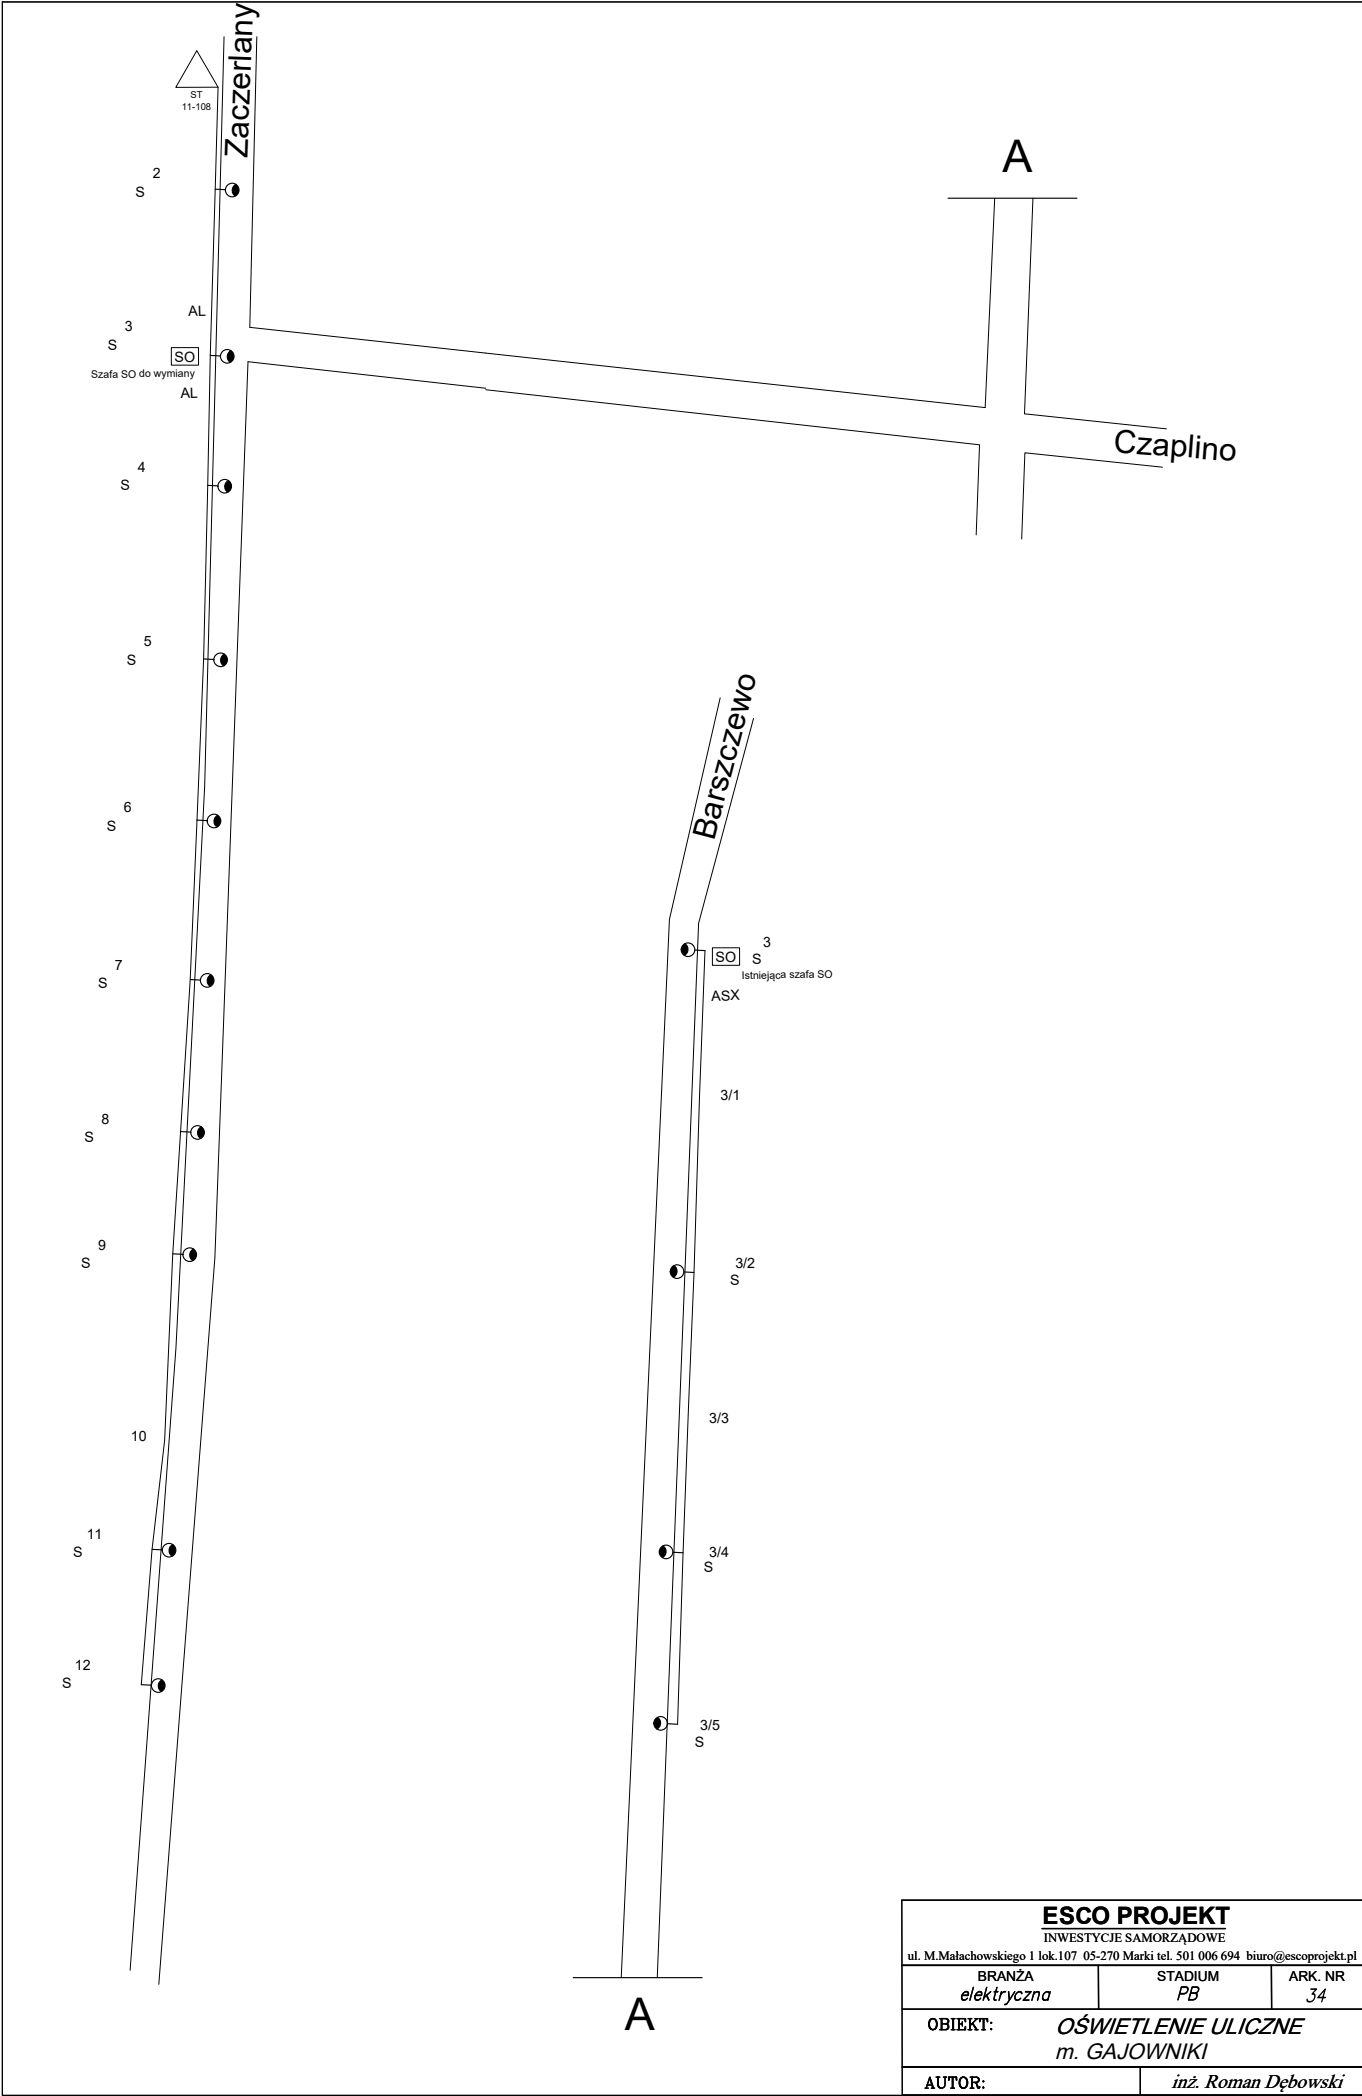 Zaczerlany
ST
11-108
2
S
AL
3
S
SO
Szafa SO do wymiany
AL
4
S
5
S
6
S
7
S
8
S
9
S
10
11
S
12
S
A
Czaplino
Barszczewo
SO
3
S
Istniejąca szafa SO
ASX
3/1
3/2
S
3/3
3/4
S
3/5
S
A
ESCO PROJEKT
INWESTYCJE SAMORZĄDOWE
ul. M.Małachowskiego 1 lok.107 05-270 Marki tel. 501 006 694 biuro@escoprojekt.pl
BRANŻA STADIUM ARK. NR
elektryczna PB 34
OBIEKT: OŚWIETLENIE ULICZNE
m. GAJOWNIKI
AUTOR: inż. Roman Dębowski